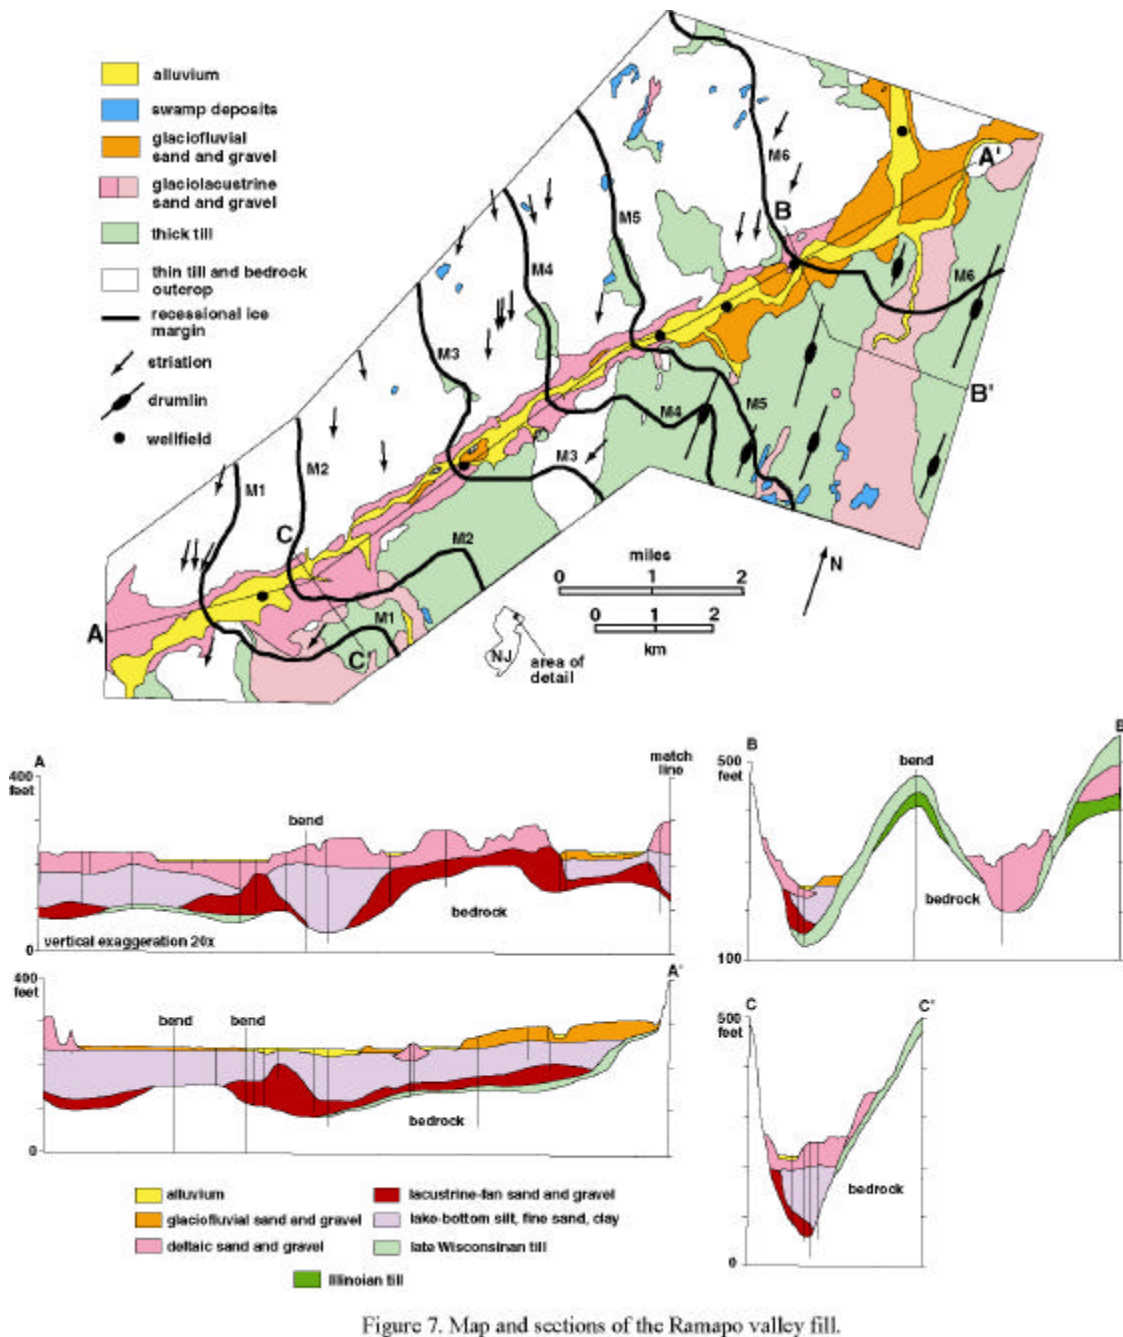 alluvium
swamp deposits
glaciofluvial
sand and gravel
glaciolacustrine
sand and gravel
thick till
thin till and bedrock
outcrop
recessional ice
margin
striation
drumlin
wellfield
M6
A'
B
M5
M4
M6
M3
B'
M4
M5
M3
M2
M1
C
M2
miles
0 1 2
N
A
M1
0 1 2
km
C'
NJ
area of
detail
A
400
feet
match
line
bend
bedrock
vertical exaggeration 20x
0
B
B
500
feet
bend
bedrock
100
400
feet
A'
bend
bend
bedrock
0
C
C'
500
feet
bedrock
0
alluvium
glaciofluvial sand and gravel
deltaic sand and gravel
lacustrine-fan sand and gravel
lake-bottom silt, fine sand, clay
late Wisconsinan till
Illinoian till
Figure 7. Map and sections of the Ramapo valley fill.